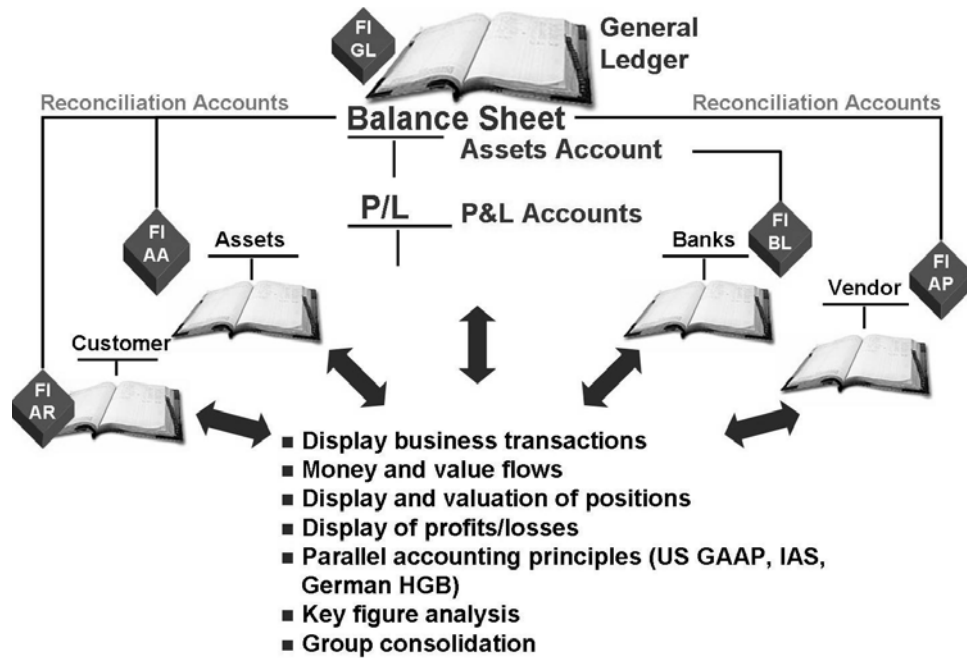 FI
GL
General
Ledger
Reconciliation Accounts
Reconciliation Accounts
Balance Sheet
Assets Account
P/L
P&L Accounts
FI
AA
Assets
Banks
FI
BL
FI
AP
Vendor
Customer
FI
AR
■ Display business transactions
■ Money and value flows
■ Display and valuation of positions
■ Display of profits/losses
■ Parallel accounting principles (US GAAP, IAS,
German HGB)
■ Key figure analysis
■ Group consolidation